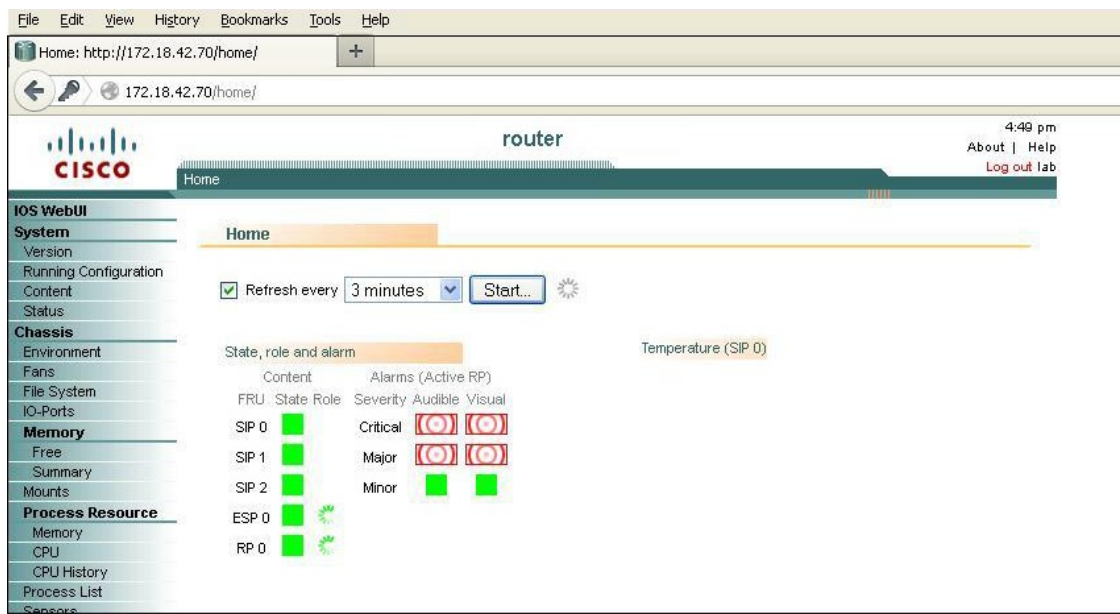 File Edit View History Bookmarks Tools Help
Home: http://172.18.42.70/home/ +
172.18.42.70/home/
CISCO
router
4:49 pm
About | Help
Log out lab
Home
IOS WebUI
System
Version
Running Configuration
Content
Status
Chassis
Environment
Fans
File System
IO-Ports
Memory
Free
Summary
Mounts
Process Resource
Memory
CPU
CPU History
Process List
Sensors
Home
Refresh every 3 minutes Start...
State, role and alarm
Content Alarms (Active RP)
FRU State Role Severity Audible Visual
SIP 0 Critical
SIP 1 Major
SIP 2 Minor
ESP 0
RP 0
Temperature (SIP 0)